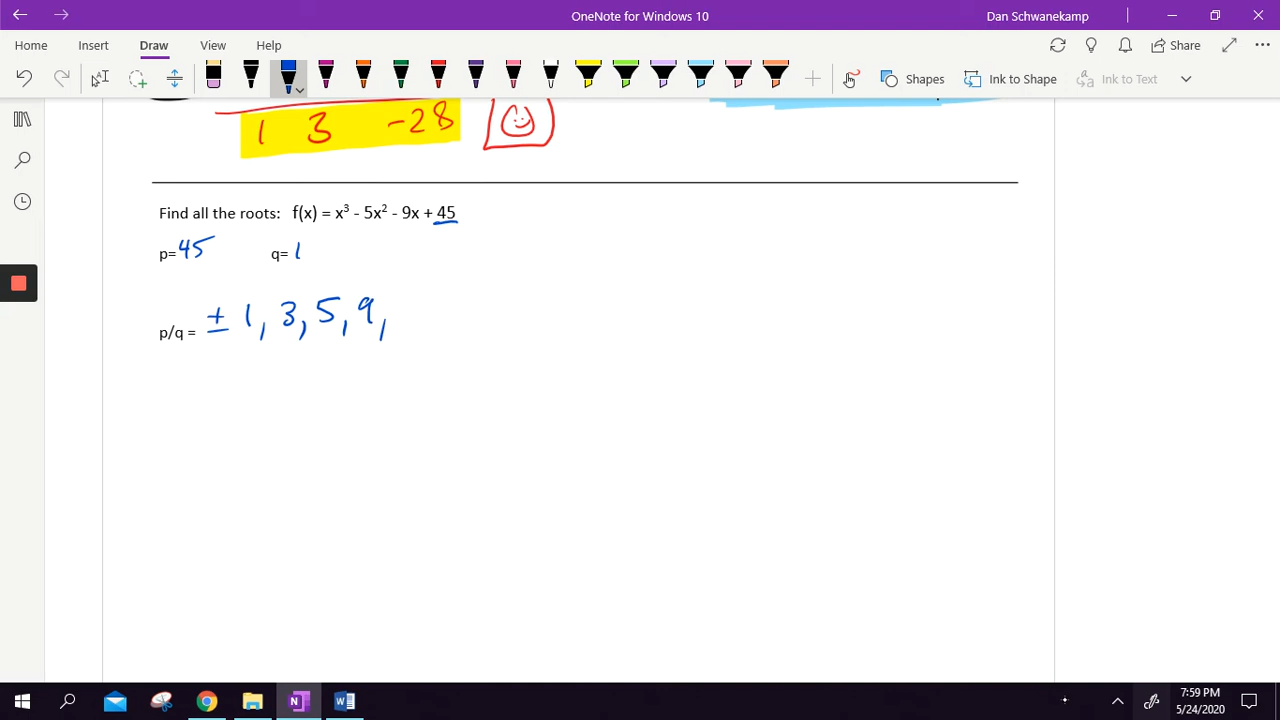 OneNote for Windows 10
Dan Schwanekamp
Home Insert Draw View Help
Share
Shapes Ink to Shape Ink to Text
1 3 -28
Find all the roots: f(x) = x³ - 5x² - 9x + 45
p=45 q= 1
p/q = ± 1, 3, 5, 9,
7:59 PM
5/24/2020